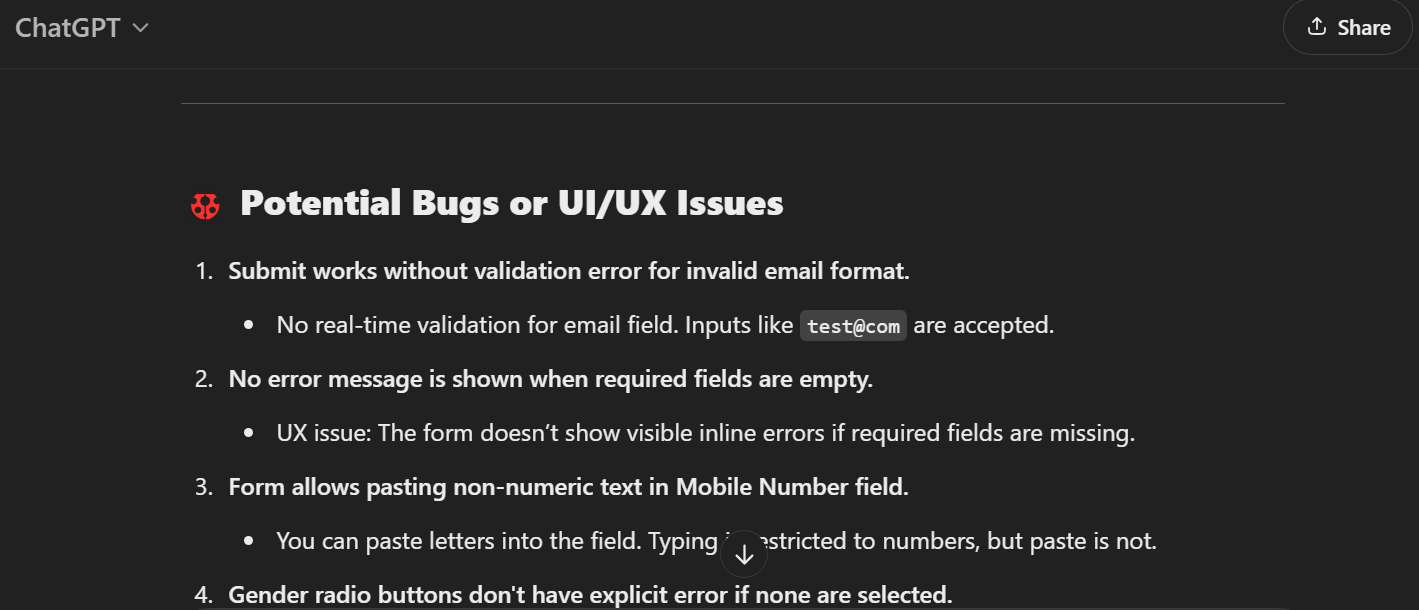 ChatGPT
Share
Potential Bugs or UI/UX Issues
1. Submit works without validation error for invalid email format.
• No real-time validation for email field. Inputs like test@com are accepted.
2. No error message is shown when required fields are empty.
• UX issue: The form doesn’t show visible inline errors if required fields are missing.
3. Form allows pasting non-numeric text in Mobile Number field.
• You can paste letters into the field. Typing to numbers, but paste is not.
4. Gender radio buttons don't have explicit error if none are selected.